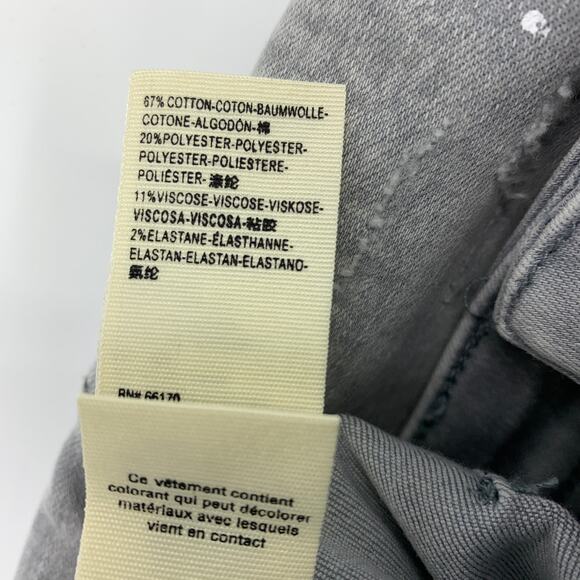 67% COTTON-COTON-BAUMWOLLE-
COTONE-ALGODÓN-棉
20%POLYESTER-POLYESTER-
POLYESTER-POLIESTERE-
POLIÉSTER-涤纶
11%VISCOSE-VISCOSE-VISKOSE-
VISCOSA-VISCOSA-粘胶
2%ELASTANE-ÉLASTHANNE-
ELASTAN-ELASTAN-ELASTANO-
氨纶
RN# 66170
Ce vêtement contient
colorant qui peut décolorer
matériaux avec lesquels
vient en contact